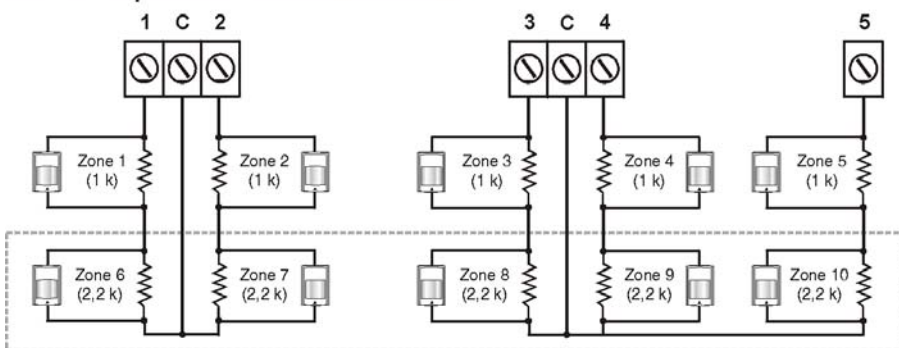 1 C 2 3 C 4 5
Zone 1 Zone 2 Zone 3 Zone 4 Zone 5
(1 k) (1 k) (1 k) (1 k) (1 k)
Zone 6 Zone 7 Zone 8 Zone 9 Zone 10
(2,2 k) (2,2 k) (2,2 k) (2,2 k) (2,2 k)